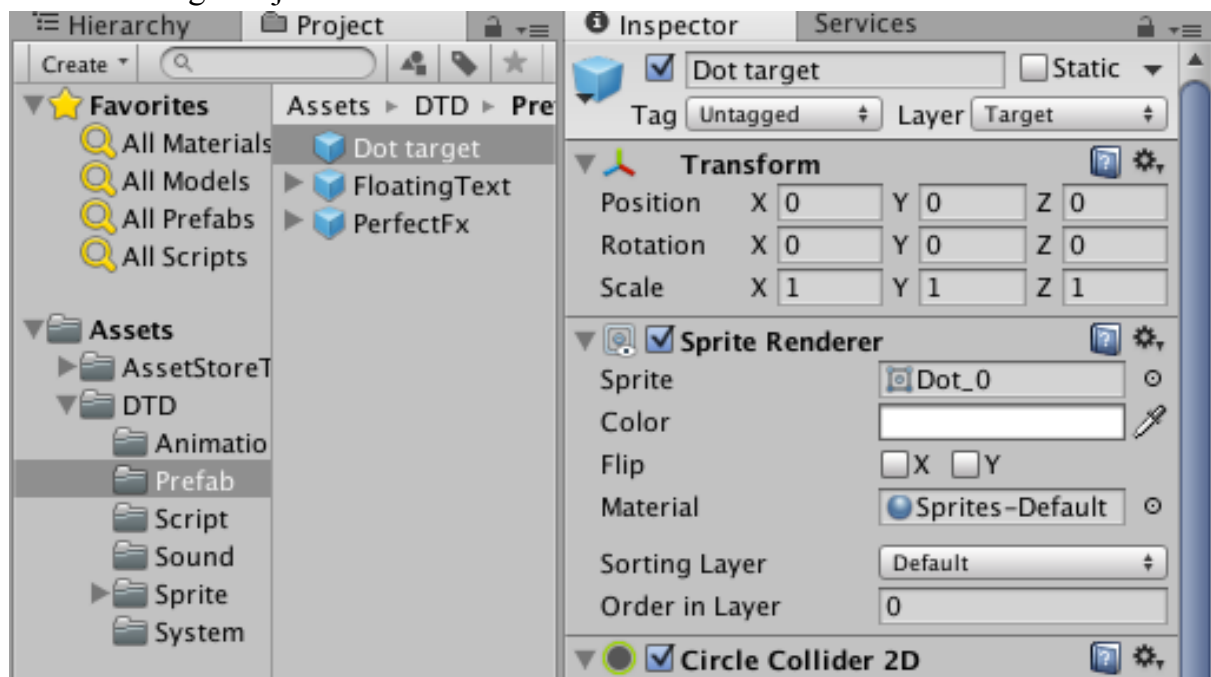 Hierarchy
Project
Create
Favorites
All Materials
All Models
All Prefabs
All Scripts
Assets
AssetStoreT
DTD
Animatio
Prefab
Script
Sound
Sprite
System
Assets ▸ DTD ▸ Pre
Dot target
FloatingText
PerfectFx
Inspector
Services
Dot target
Static
Tag Untagged Layer Target
Transform
Position X 0 Y 0 Z 0
Rotation X 0 Y 0 Z 0
Scale X 1 Y 1 Z 1
Sprite Renderer
Sprite Dot_0
Color
Flip X Y
Material Sprites-Default
Sorting Layer Default
Order in Layer 0
Circle Collider 2D